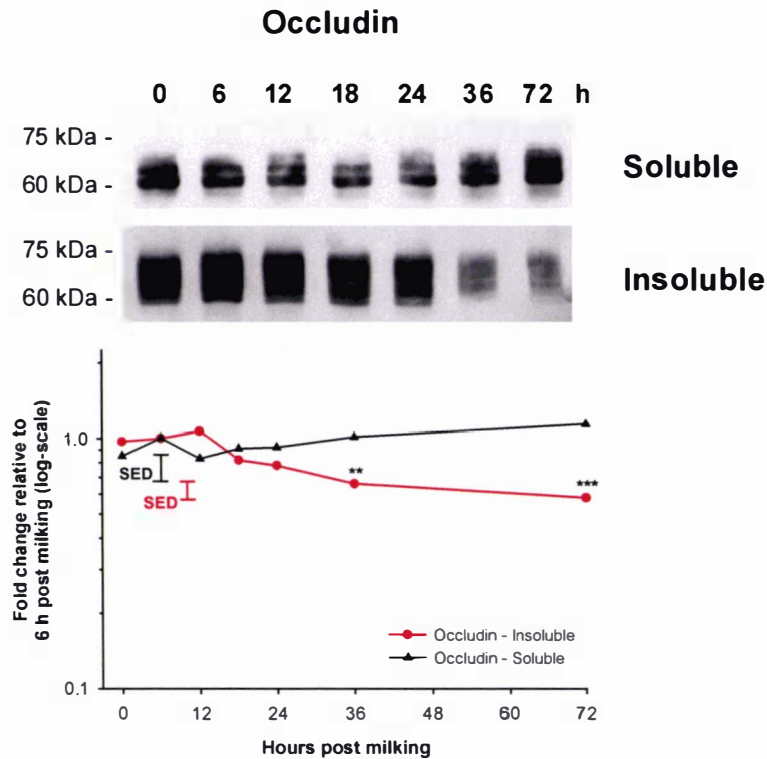 Occludin
0 6 12 18 24 36 72 h
75 kDa -
60 kDa -
Soluble
75 kDa -
60 kDa -
Insoluble
Fold change relative to
6 h post milking (log-scale)
1.0
0.1
SED
SED
**
***
Occludin - Insoluble
Occludin - Soluble
0 12 24 36 48 60 72
Hours post milking